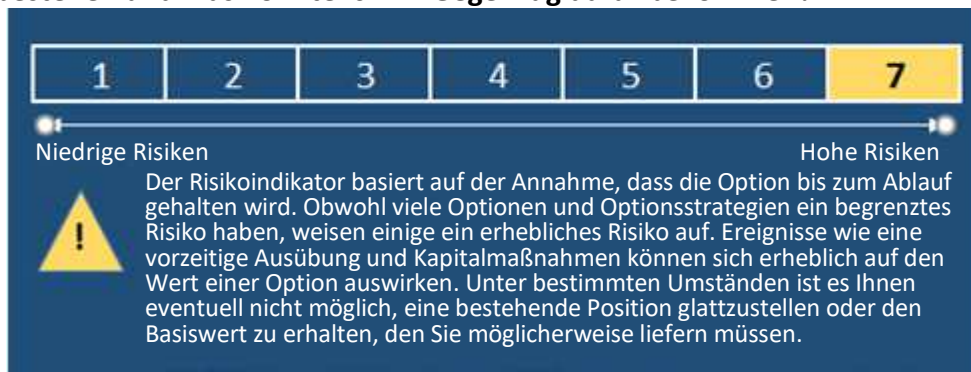 1 2 3 4 5 6 7
Niedrige Risiken Hohe Risiken
Der Risikoindikator basiert auf der Annahme, dass die Option bis zum Ablauf
gehalten wird. Obwohl viele Optionen und Optionsstrategien ein begrenztes
Risiko haben, weisen einige ein erhebliches Risiko auf. Ereignisse wie eine
! vorzeitige Ausübung und Kapitalmaßnahmen können sich erheblich auf den
Wert einer Option auswirken. Unter bestimmten Umständen ist es Ihnen
eventuell nicht möglich, eine bestehende Position glattzustellen oder den
Basiswert zu erhalten, den Sie möglicherweise liefern müssen.